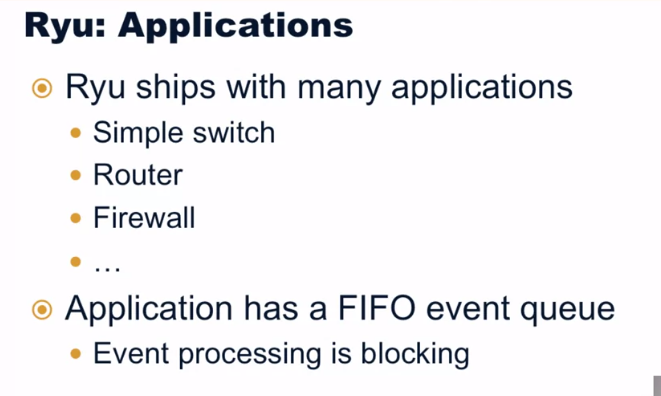 Ryu: Applications
Ryu ships with many applications
Simple switch
Router
Firewall
...
Application has a FIFO event queue
Event processing is blocking